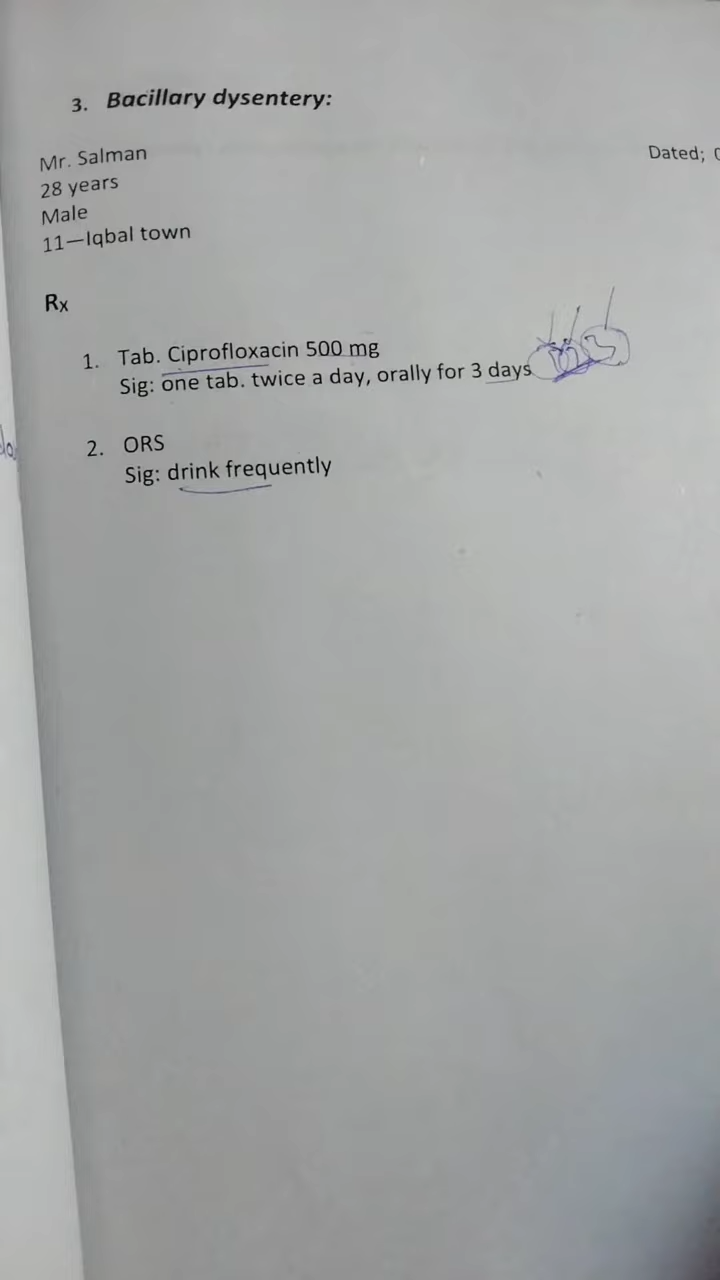 3. Bacillary dysentery:
Mr. Salman
Dated;
28 years
Male
11—Iqbal town
Rx
1. Tab. Ciprofloxacin 500 mg
Sig: one tab. twice a day, orally for 3 days
2. ORS
Sig: drink frequently